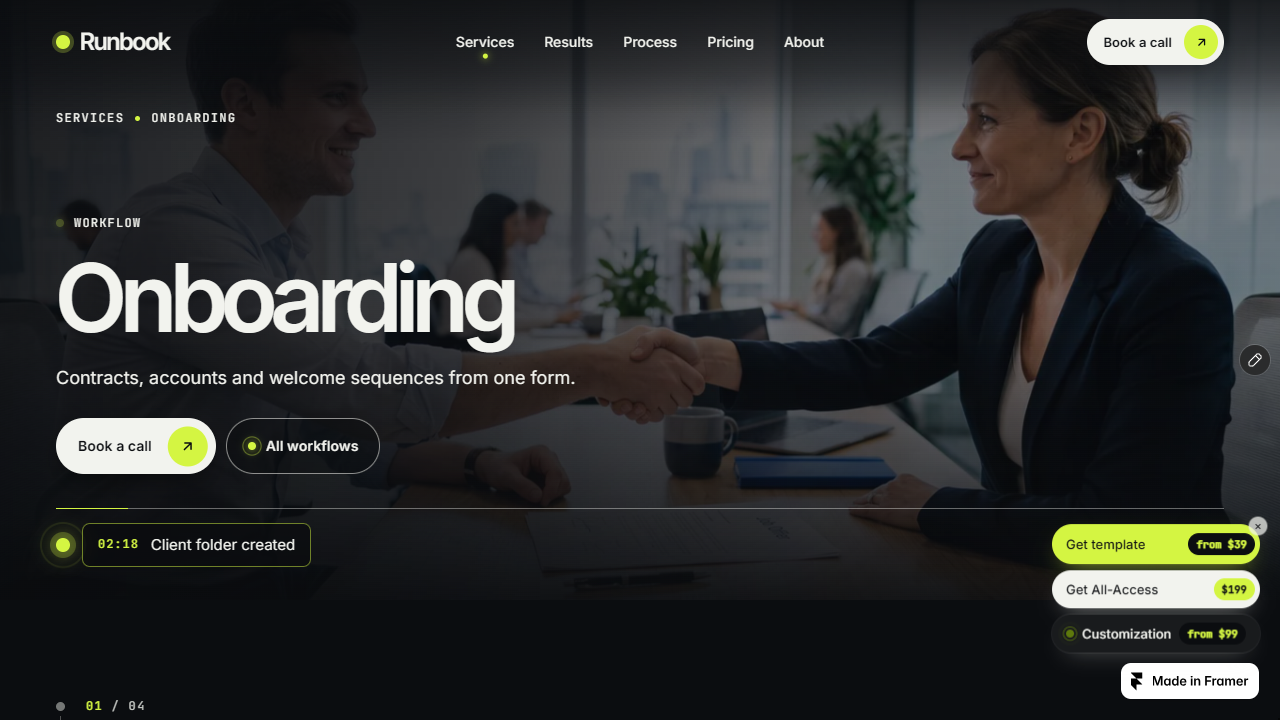 Runbook
Services
Results
Process
Pricing
About
Book a call
SERVICES • ONBOARDING
WORKFLOW
Onboarding
Contracts, accounts and welcome sequences from one form.
Book a call
All workflows
02:18 Client folder created
Get template from $39
Get All-Access $199
Customization from $99
Made in Framer
01 / 04